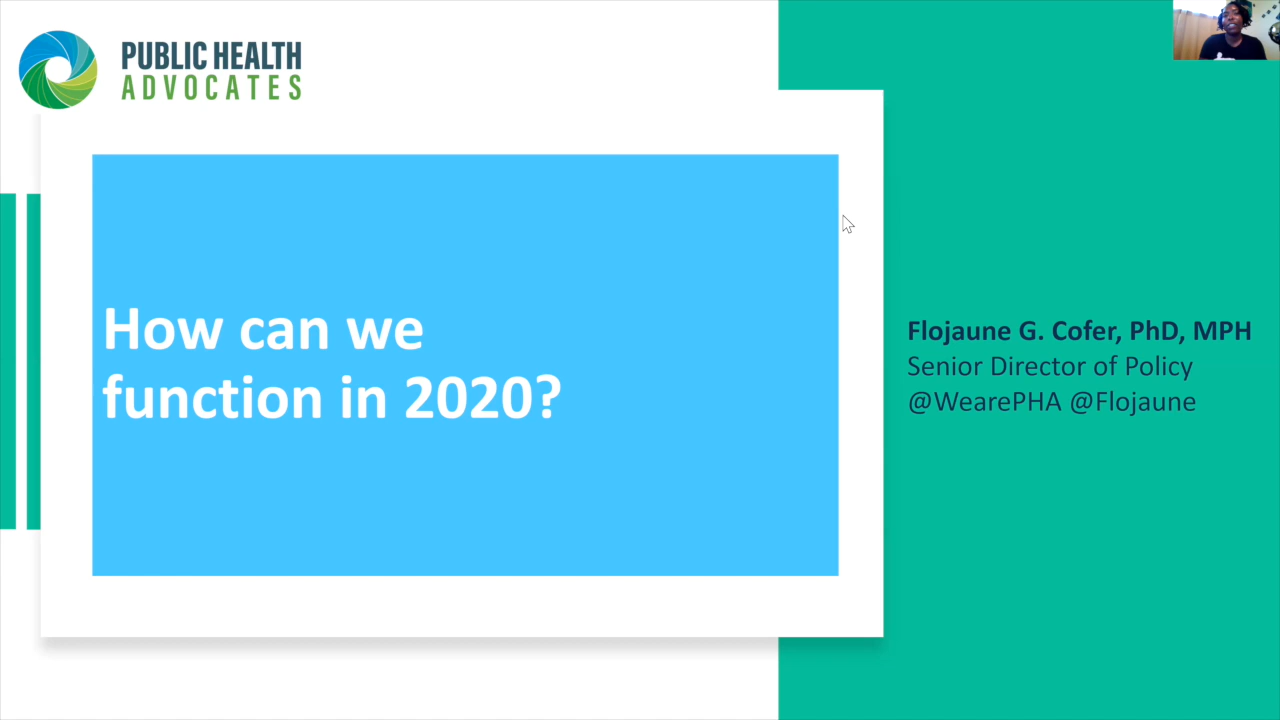 PUBLIC HEALTH
ADVOCATES
How can we
function in 2020?
Flojaune G. Cofer, PhD, MPH
Senior Director of Policy
@WearePHA @Flojaune